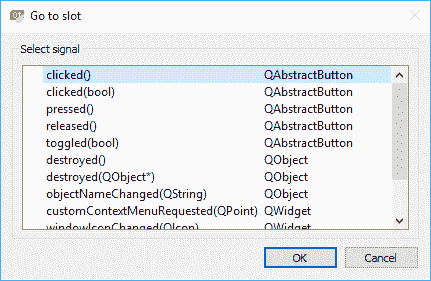 Go to slot
Select signal
clicked() QAbstractButton
clicked(bool) QAbstractButton
pressed() QAbstractButton
released() QAbstractButton
toggled(bool) QAbstractButton
destroyed() QObject
destroyed(QObject*) QObject
objectNameChanged(QString) QObject
customContextMenuRequested(QPoint) QWidget
windowIconChanged(QIcon) QWidget
OK Cancel